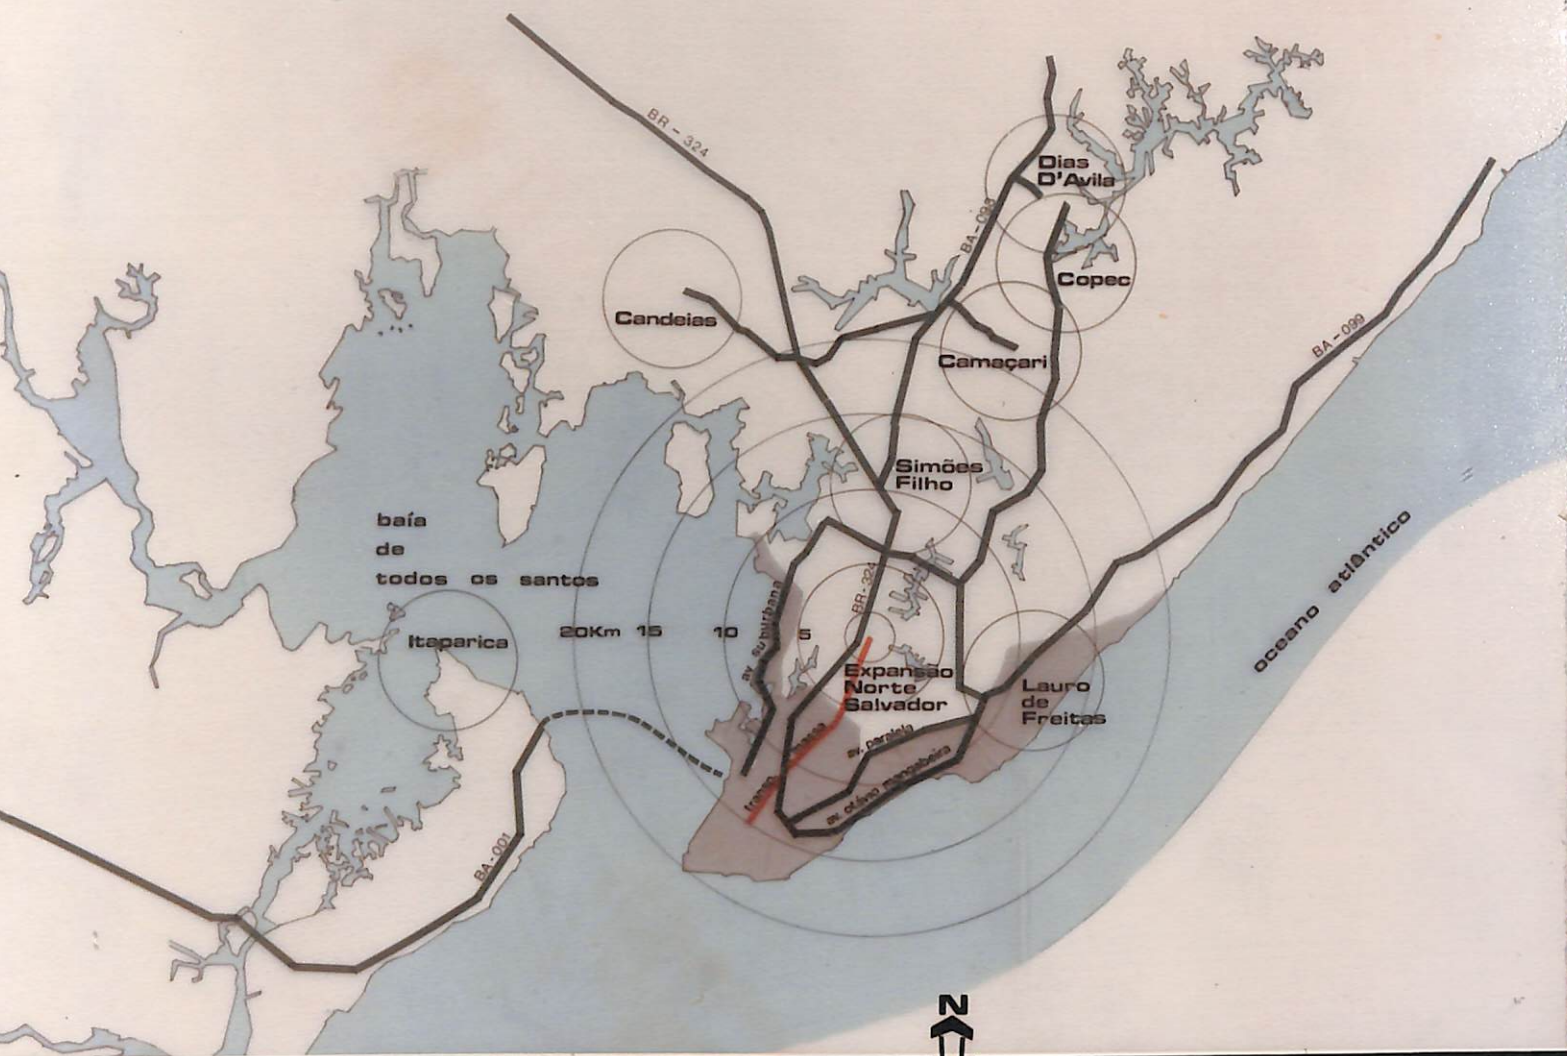 BR-324
Dias
D'Avila
BA-093
Copec
Candeias
BA-099
Camaçari
Simões
Filho
baía
de
todos os santos
oceano atlântico
BR-324
av. suburbana
Itaparica
20Km 15 10 5
Expansão
Norte
Salvador
Lauro
de
Freitas
av. paralela
transp. massa
av. otávio mangabeira
BA-001
N